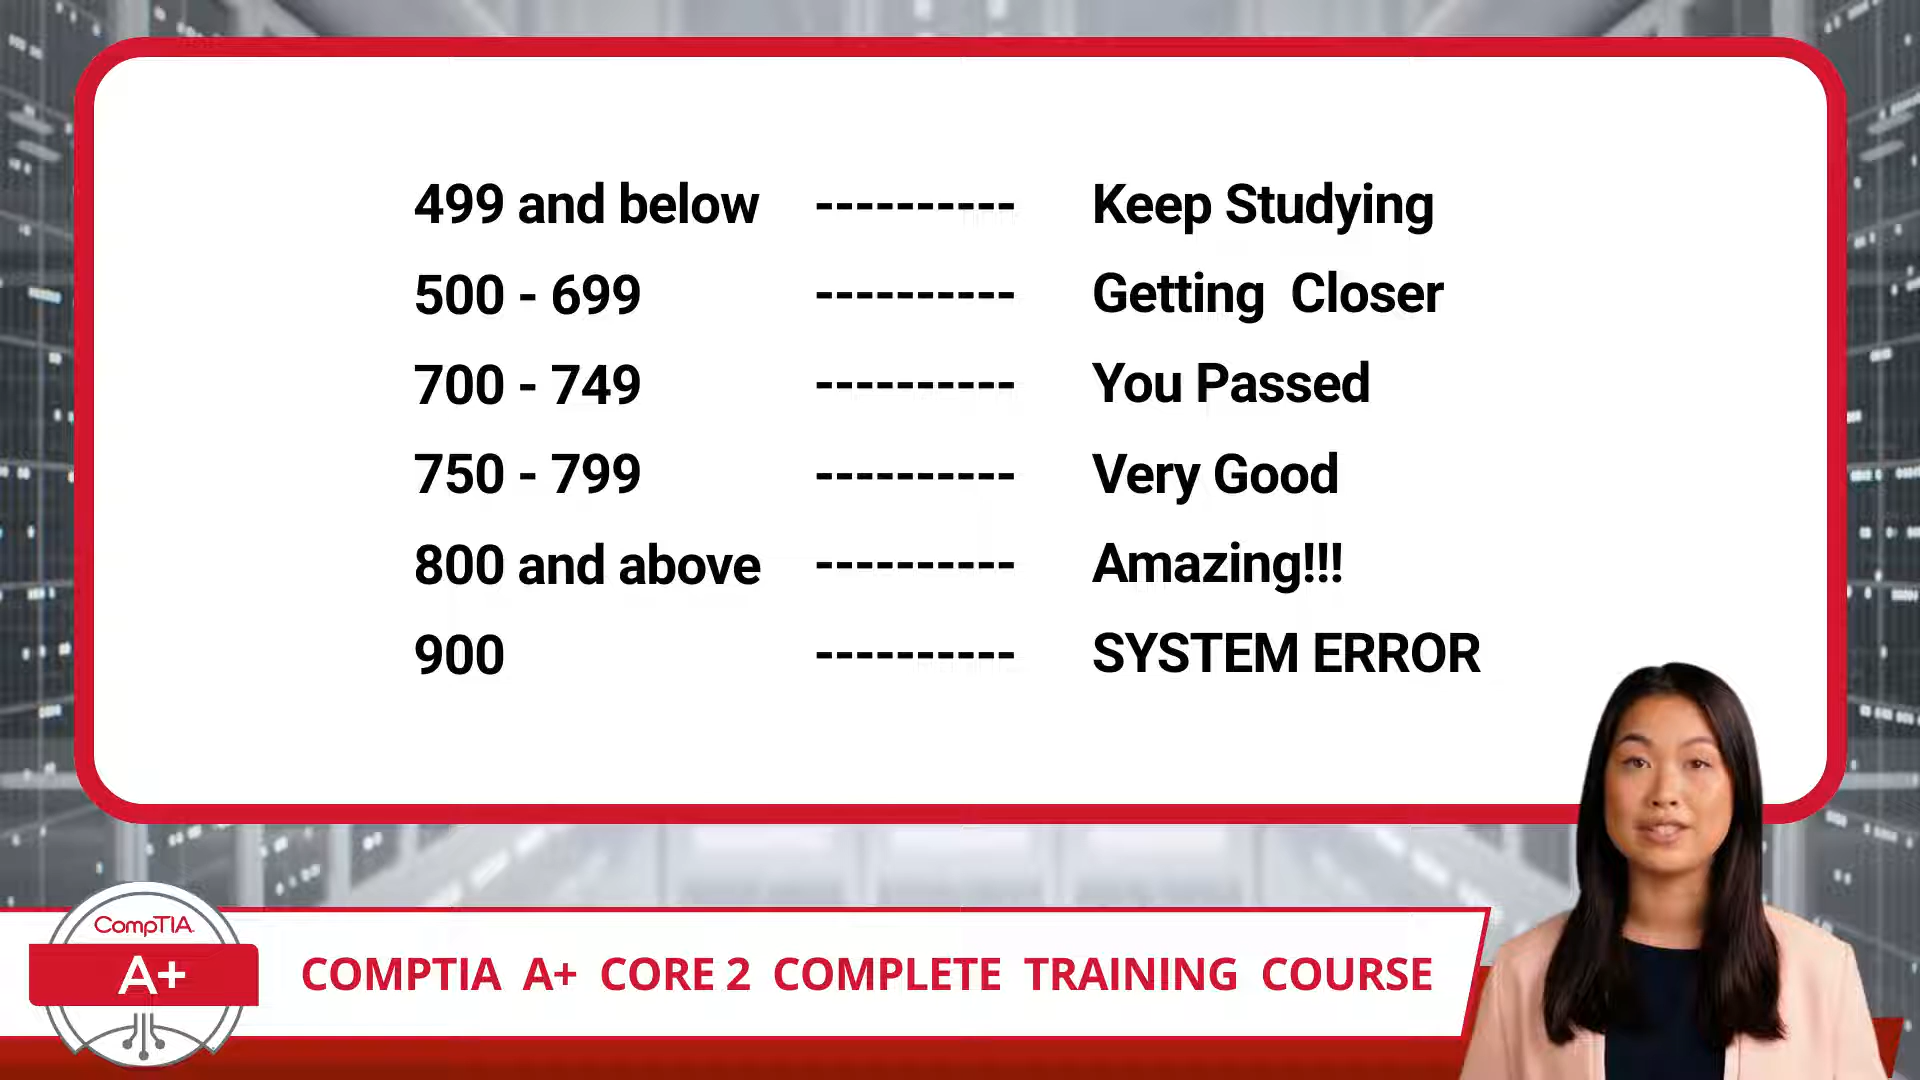 499 and below ---------- Keep Studying
500 - 699 ---------- Getting Closer
700 - 749 ---------- You Passed
750 - 799 ---------- Very Good
800 and above ---------- Amazing!!!
900 ---------- SYSTEM ERROR
CompTIA
A+
COMPTIA A+ CORE 2 COMPLETE TRAINING COURSE